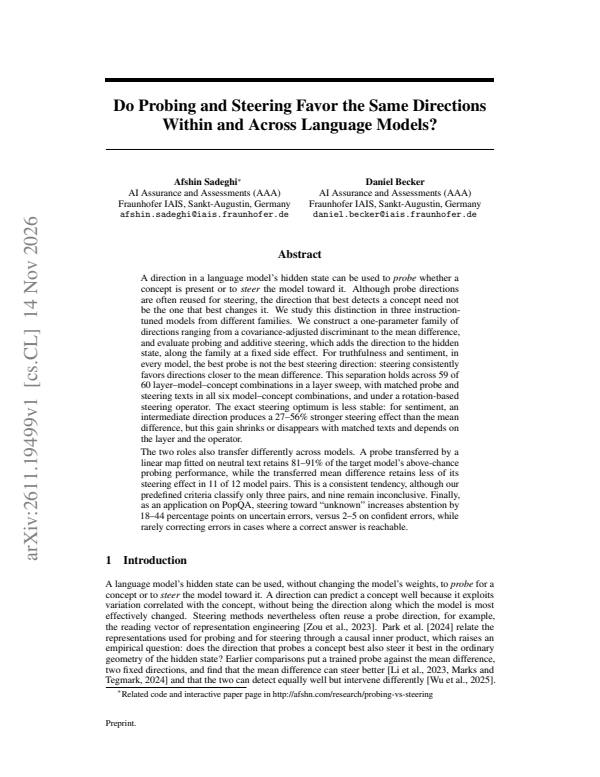 arXiv:2611.19499v1 [cs.CL] 14 Nov 2026
Do Probing and Steering Favor the Same Directions
Within and Across Language Models?
Afshin Sadeghi*
AI Assurance and Assessments (AAA)
Fraunhofer IAIS, Sankt-Augustin, Germany
afshin.sadeghi@iais.fraunhofer.de
Daniel Becker
AI Assurance and Assessments (AAA)
Fraunhofer IAIS, Sankt-Augustin, Germany
daniel.becker@iais.fraunhofer.de
Abstract
A direction in a language model's hidden state can be used to probe whether a
concept is present or to steer the model toward it. Although probe directions
are often reused for steering, the direction that best detects a concept need not
be the one that best changes it. We study this distinction in three instruction-
tuned models from different families. We construct a one-parameter family of
directions ranging from a covariance-adjusted discriminant to the mean difference,
and evaluate probing and additive steering, which adds the direction to the hidden
state, along the family at a fixed side effect. For truthfulness and sentiment, in
every model, the best probe is not the best steering direction: steering consistently
favors directions closer to the mean difference. This separation holds across 59 of
60 layer–model–concept combinations in a layer sweep, with matched probe and
steering texts in all six model–concept combinations, and under a rotation-based
steering operator. The exact steering optimum is less stable: for sentiment, an
intermediate direction produces a 27–56% stronger steering effect than the mean
difference, but this gain shrinks or disappears with matched texts and depends on
the layer and the operator.
The two roles also transfer differently across models. A probe transferred by a
linear map fitted on neutral text retains 81–91% of the target model's above-chance
probing performance, while the transferred mean difference retains less of its
steering effect in 11 of 12 model pairs. This is a consistent tendency, although our
predefined criteria classify only three pairs, and nine remain inconclusive. Finally,
as an application on PopQA, steering toward “unknown” increases abstention by
18–44 percentage points on uncertain errors, versus 2–5 on confident errors, while
rarely correcting errors in cases where a correct answer is reachable.
1 Introduction
A language model's hidden state can be used, without changing the model's weights, to probe for a
concept or to steer the model toward it. A direction can predict a concept well because it exploits
variation correlated with the concept, without being the direction along which the model is most
effectively changed. Steering methods nevertheless often reuse a probe direction, for example,
the reading vector of representation engineering [Zou et al., 2023]. Park et al. [2024] relate the
representations used for probing and for steering through a causal inner product, which raises an
empirical question: does the direction that probes a concept best also steer it best in the ordinary
geometry of the hidden state? Earlier comparisons put a trained probe against the mean difference,
two fixed directions, and find that the mean difference can steer better [Li et al., 2023, Marks and
Tegmark, 2024] and that the two can detect equally well but intervene differently [Wu et al., 2025].
*Related code and interactive paper page in http://afshn.com/research/probing-vs-steering
Preprint.